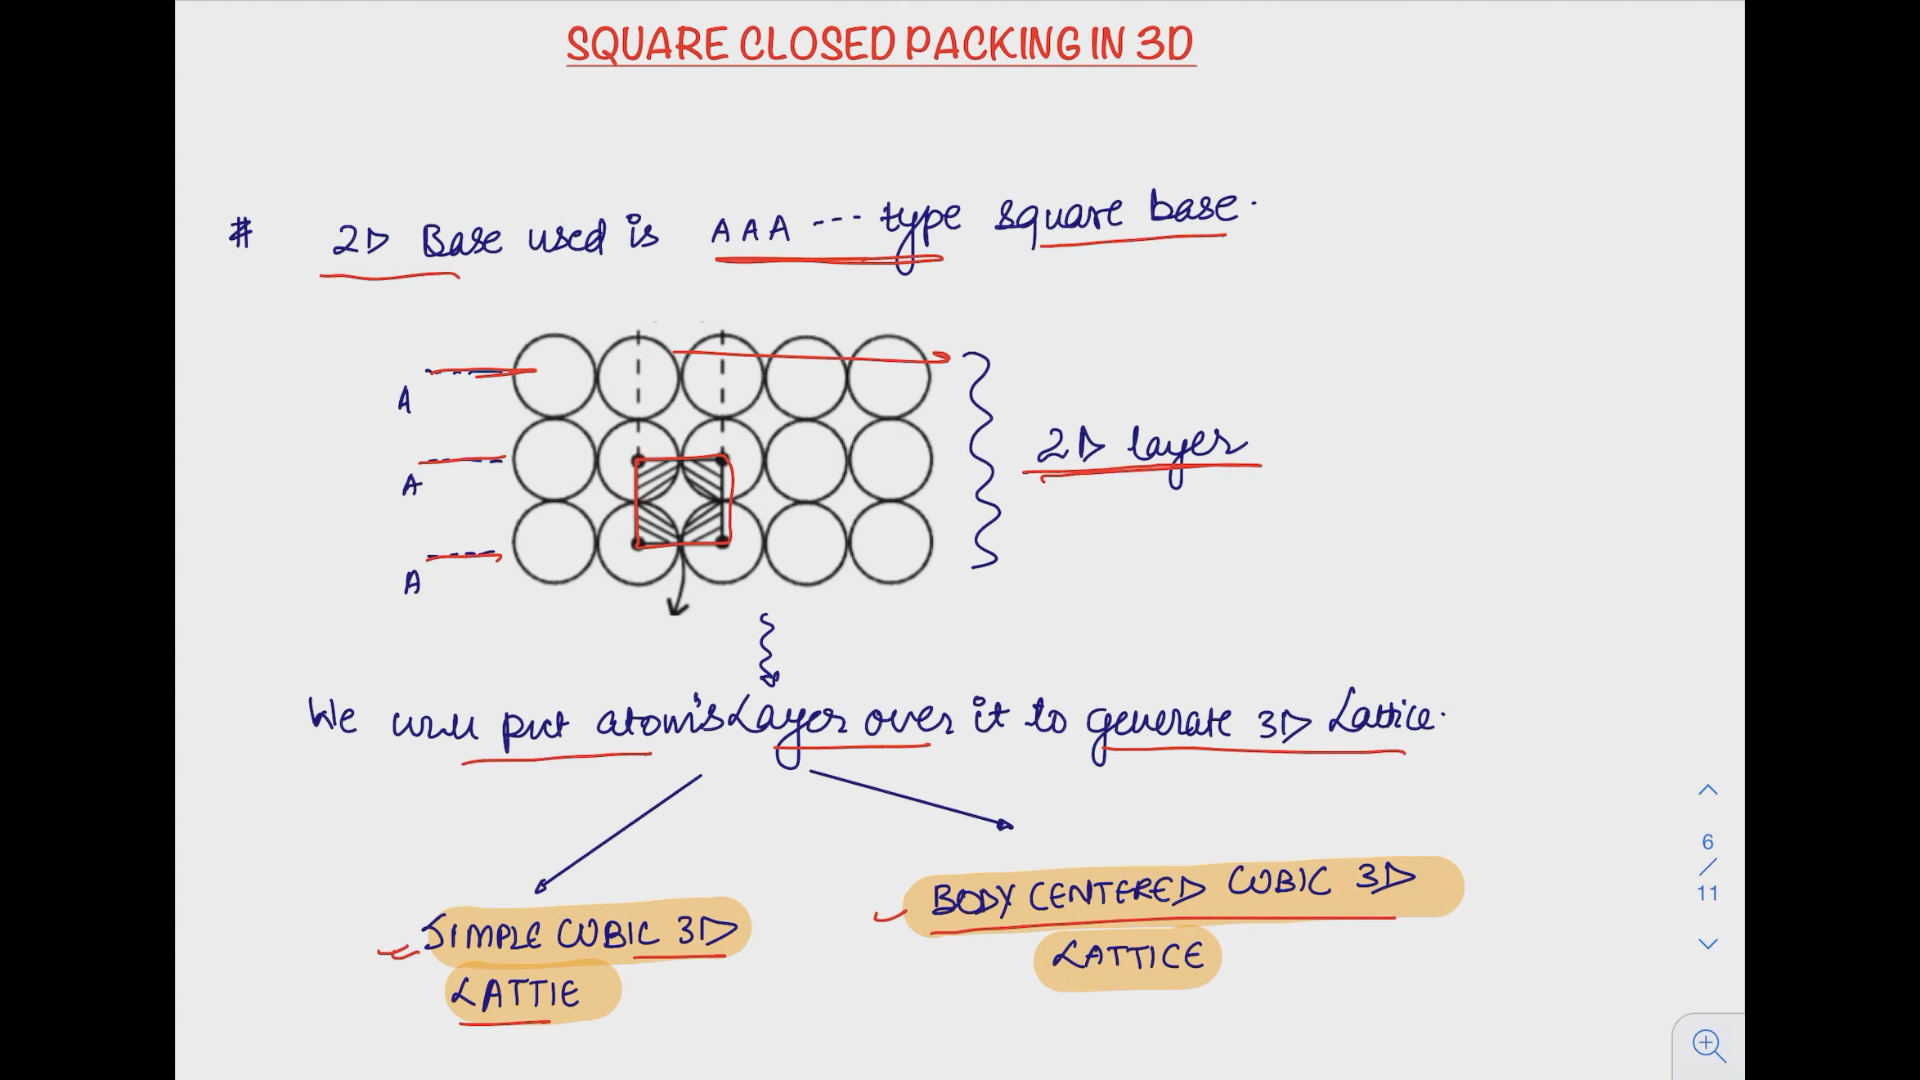 SQUARE CLOSED PACKING IN 3D
# 2D Base used is AAA --- type square base.
A
A
2D layer
A
We will put atom's Layer over it to generate 3D Lattice.
SIMPLE CUBIC 3D
LATTIE
BODY CENTERED CUBIC 3D
LATTICE
6
/
11